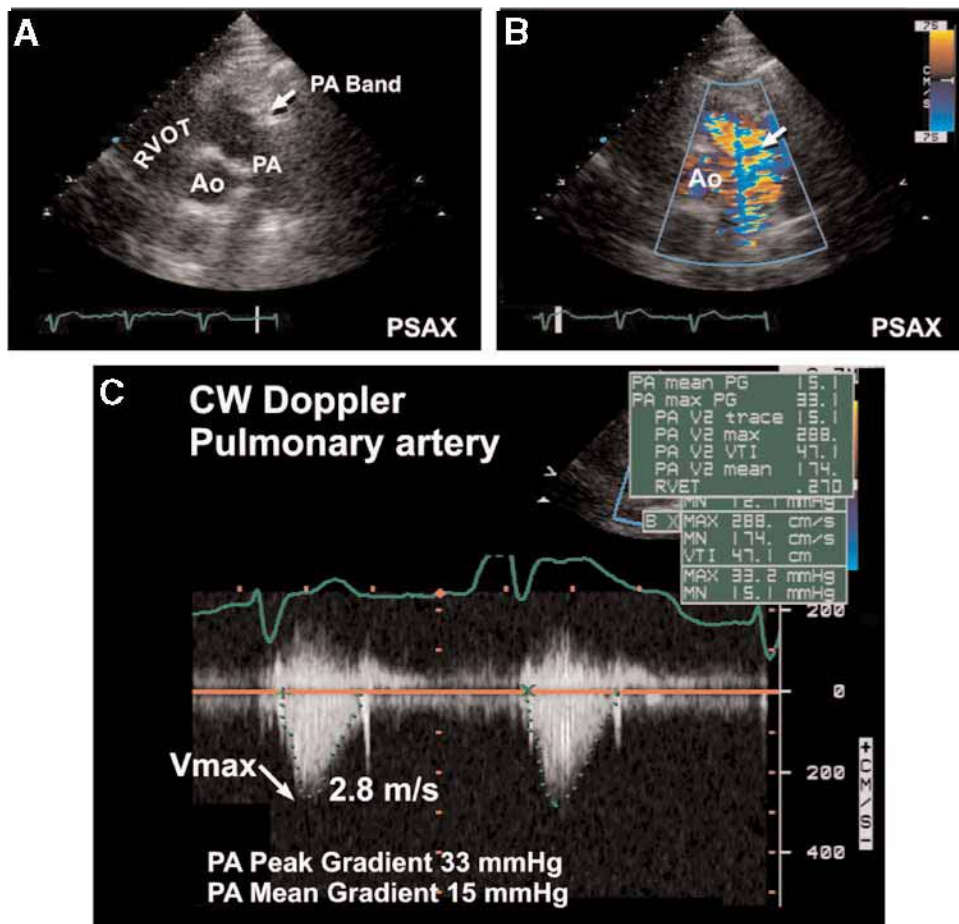 A
PA Band
RVOT
PA
Ao
PSAX
B
75
CM/S
75
Ao
PSAX
C
CW Doppler
Pulmonary artery
PA mean PG 15.1
PA max PG 33.1
PA V2 trace 15.1
PA V2 max 288.
PA V2 VTI 47.1
PA V2 mean 174.
RVET .270
MN 12.1 mmHg
B X MAX 288. cm/s
MN 174. cm/s
VTI 47.1 cm
MAX 33.2 mmHg
MN 15.1 mmHg
200
0
200
400
+CM/S-
Vmax
2.8 m/s
PA Peak Gradient 33 mmHg
PA Mean Gradient 15 mmHg